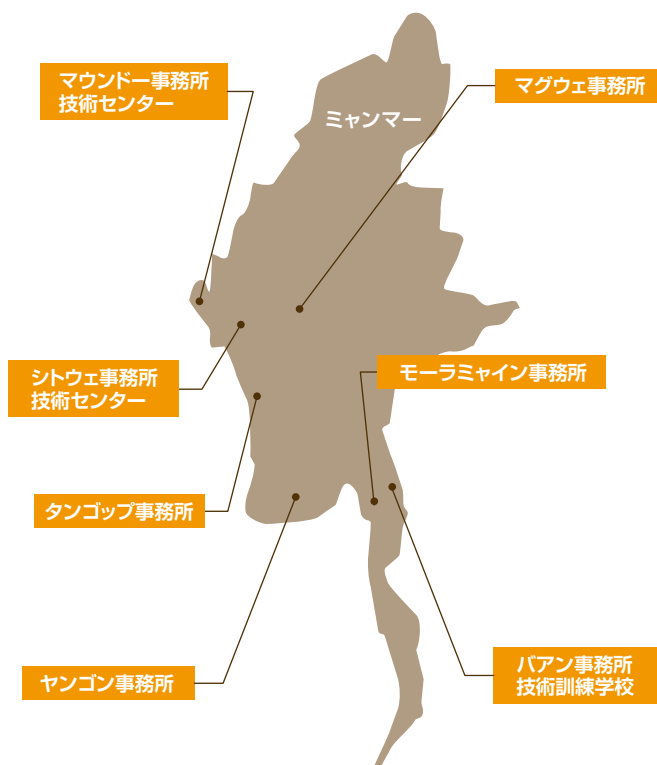 マウンドー事務所
技術センター
マグウェ事務所
ミャンマー
シトウェ事務所
技術センター
モーラミャイン事務所
タンゴップ事務所
ヤンゴン事務所
パアン事務所
技術訓練学校